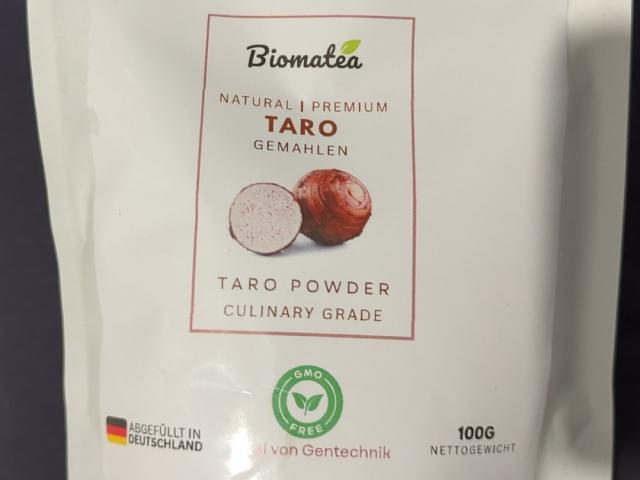 Biomatea
NATURAL | PREMIUM
TARO
GEMAHLEN
TARO POWDER
CULINARY GRADE
GMO
FREE
ABGEFÜLLT IN
DEUTSCHLAND
von Gentechnik
100G
NETTOGEWICHT